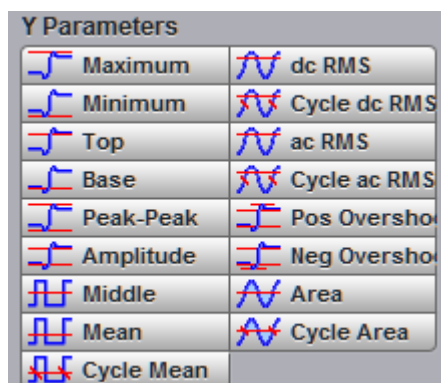 Y Parameters
Maximum dc RMS
Minimum Cycle dc RMS
Top ac RMS
Base Cycle ac RMS
Peak-Peak Pos Oversho
Amplitude Neg Oversho
Middle Area
Mean Cycle Area
Cycle Mean